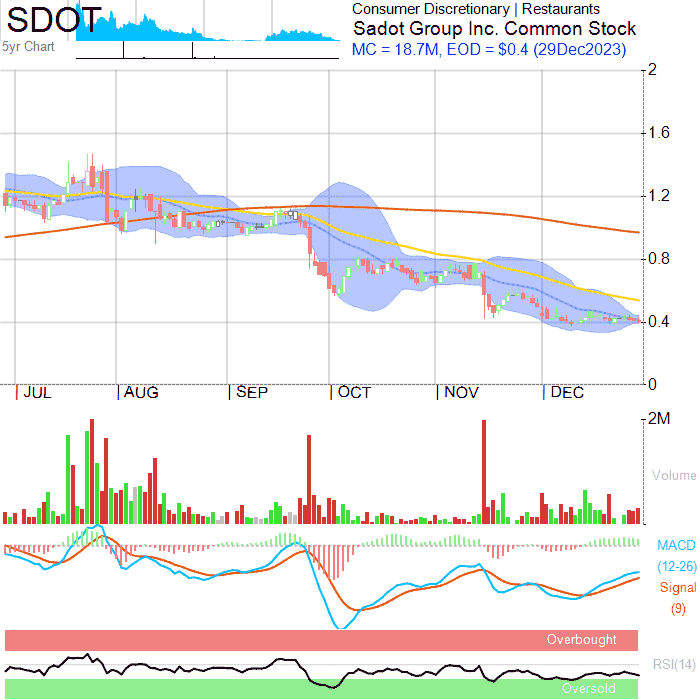 SDOT
5yr Chart
Consumer Discretionary | Restaurants
Sadot Group Inc. Common Stock
MC = 18.7M, EOD = $0.4 (29Dec2023)
2
1.6
1.2
0.8
0.4
0
JUL AUG SEP OCT NOV DEC
2M
Volume
MACD
(12-26)
Signal
(9)
Overbought
RSI(14)
Oversold